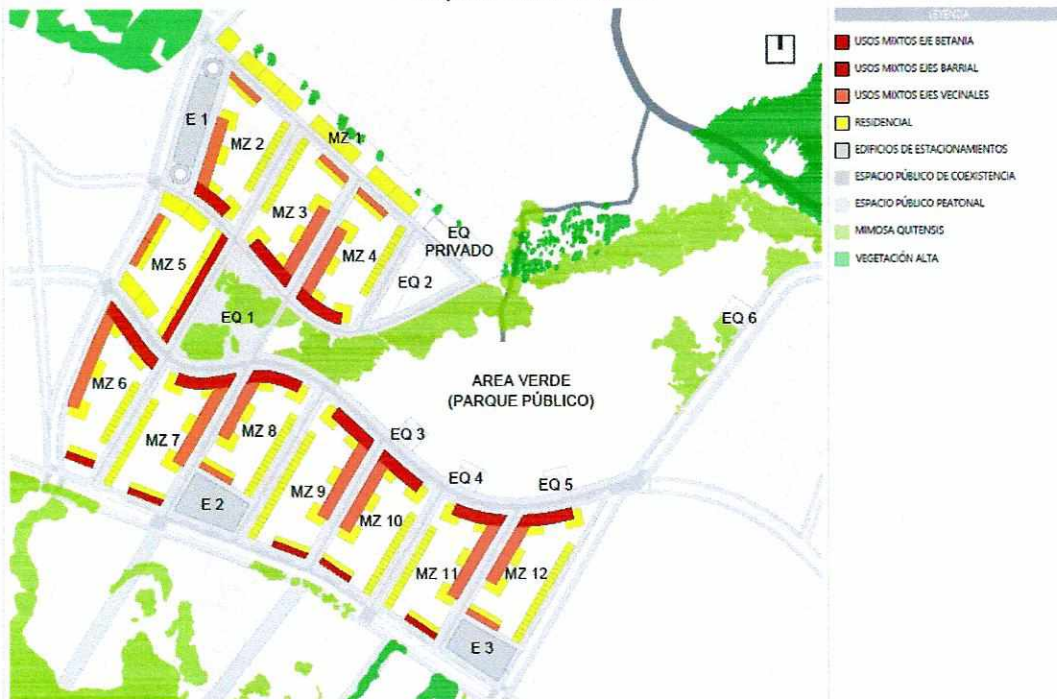 LEYENDA
USOS MIXTOS EJE BETANIA
USOS MIXTOS EJES BARRIAL
USOS MIXTOS EJES VECINALES
RESIDENCIAL
EDIFICIOS DE ESTACIONAMIENTOS
ESPACIO PÚBLICO DE COEXISTENCIA
ESPACIO PÚBLICO PEATONAL
MIMOSA QUITENSIS
VEGETACIÓN ALTA
E 1
MZ 1
MZ 2
MZ 3
MZ 4
EQ
PRIVADO
MZ 5
EQ 2
EQ 1
EQ 6
MZ 6
AREA VERDE
(PARQUE PÚBLICO)
MZ 7
MZ 8
EQ 3
EQ 4
EQ 5
E 2
MZ 9
MZ 10
MZ 11
MZ 12
E 3